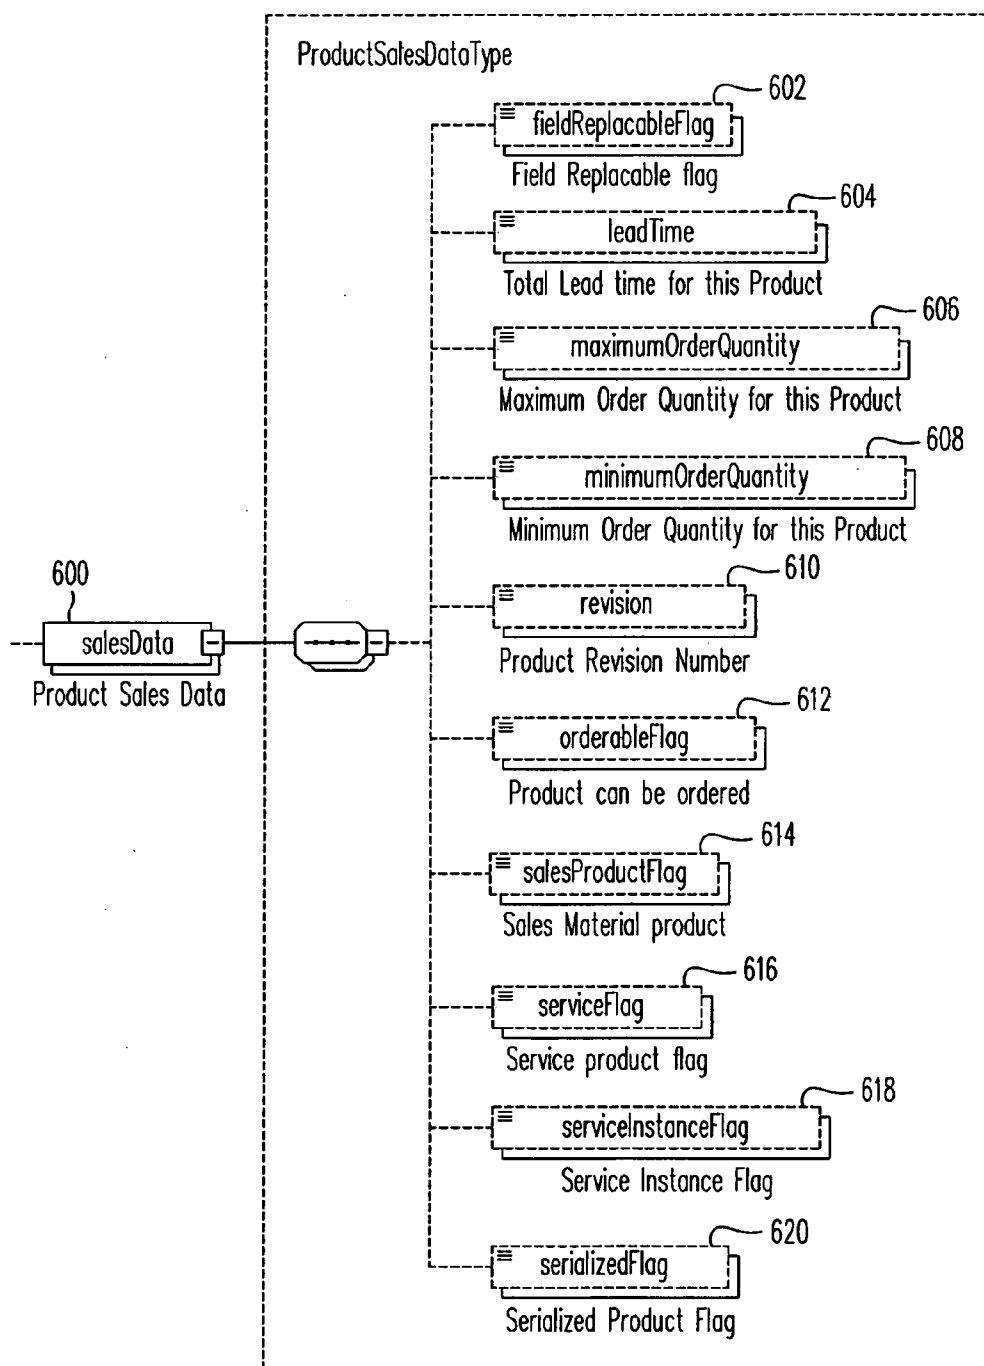 ProductSalesDataType
602
fieldReplacableFlag
Field Replacable flag
604
leadTime
Total Lead time for this Product
606
maximumOrderQuantity
Maximum Order Quantity for this Product
608
minimumOrderQuantity
Minimum Order Quantity for this Product
600
salesData
Product Sales Data
610
revision
Product Revision Number
612
orderableFlag
Product can be ordered
614
salesProductFlag
Sales Material product
616
serviceFlag
Service product flag
618
serviceInstanceFlag
Service Instance Flag
620
serializedFlag
Serialized Product Flag